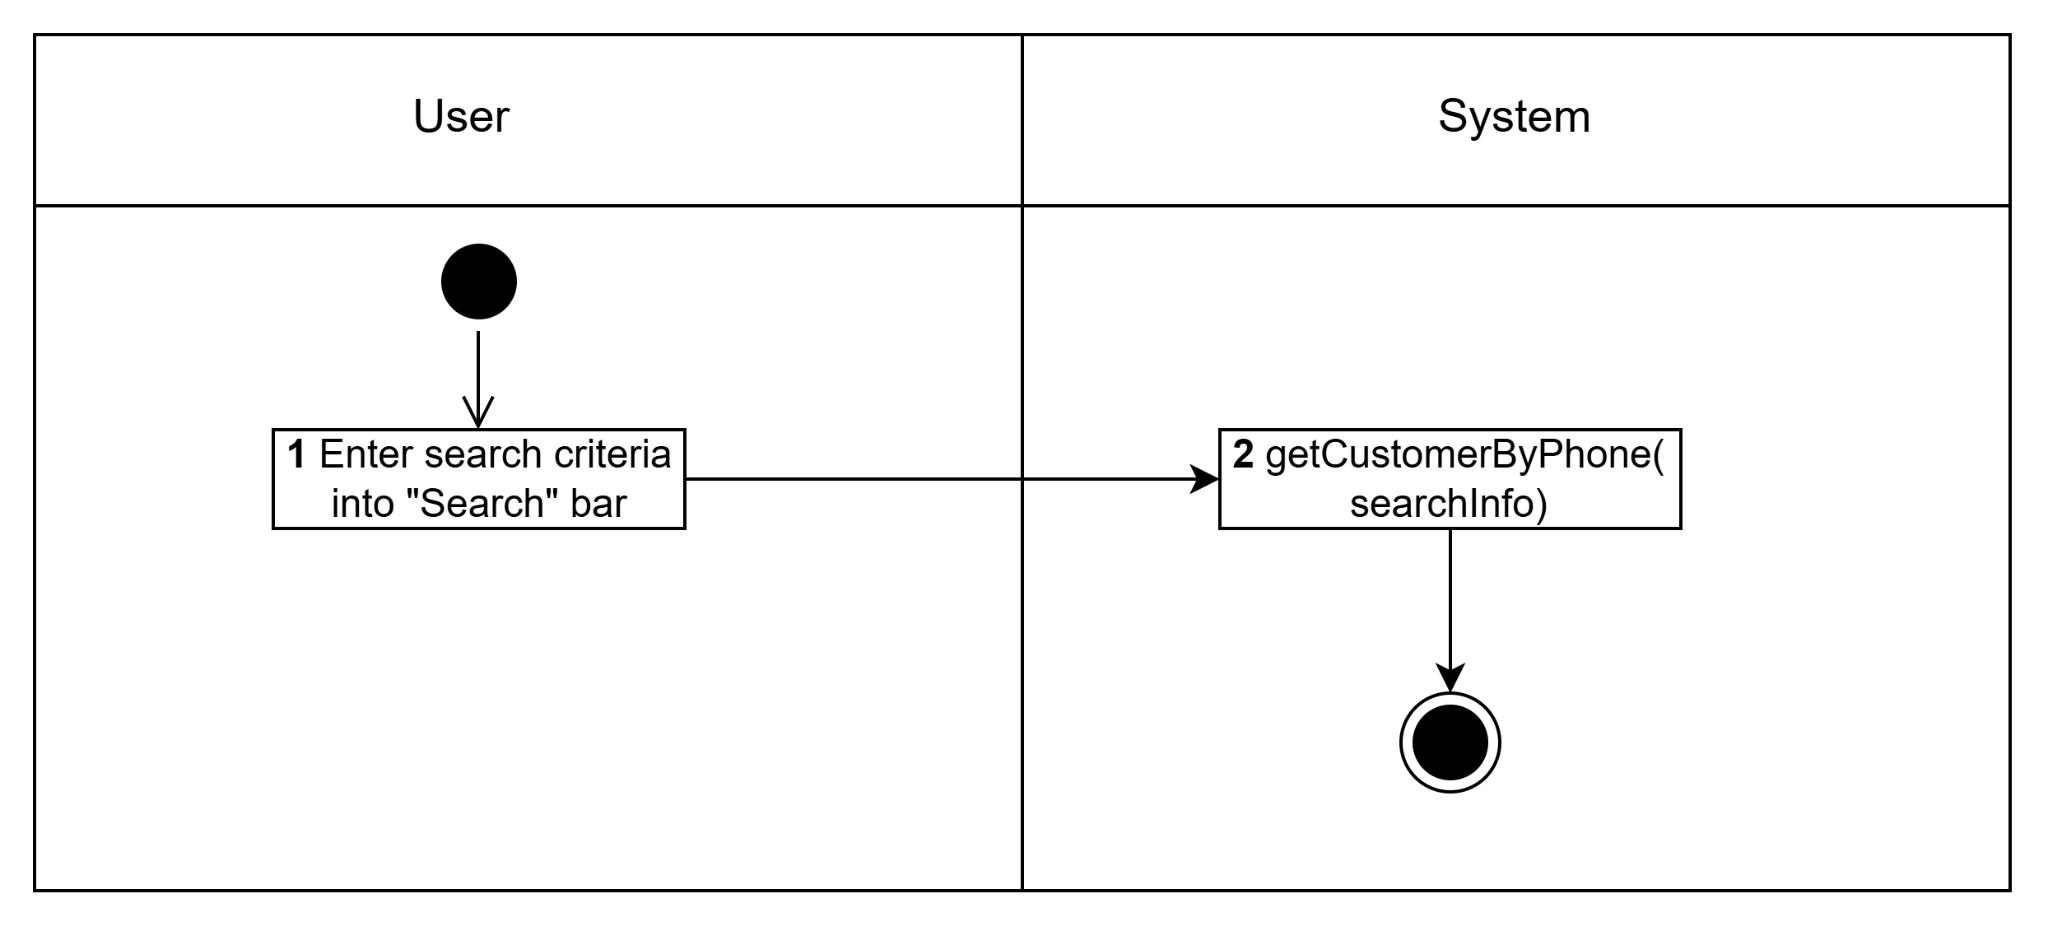 User
System
1 Enter search criteria
into "Search" bar
2 getCustomerByPhone(
searchInfo)